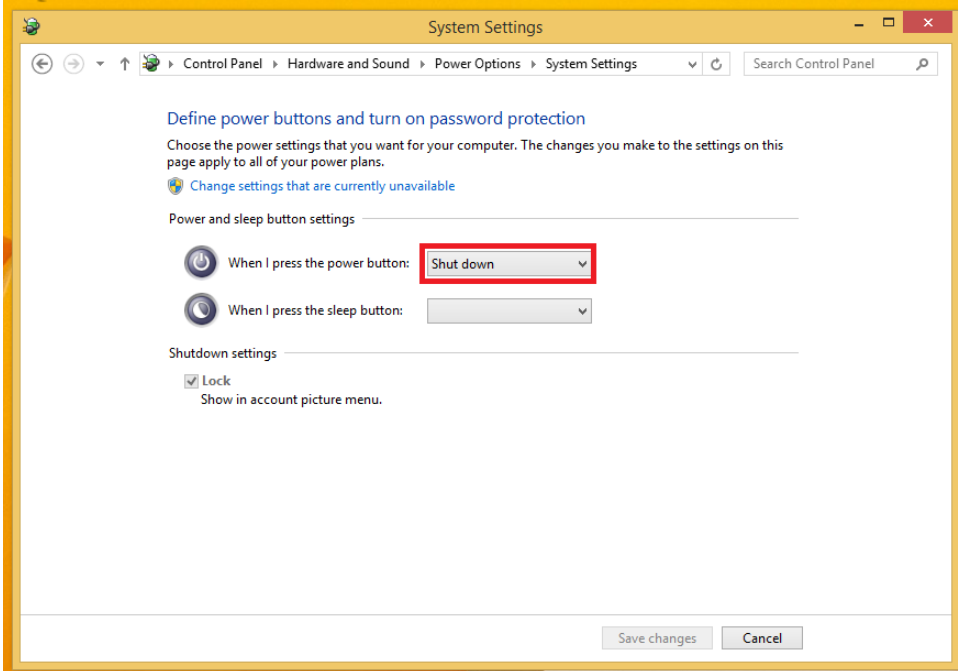 System Settings
Control Panel Hardware and Sound Power Options System Settings Search Control Panel
Define power buttons and turn on password protection
Choose the power settings that you want for your computer. The changes you make to the settings on this
page apply to all of your power plans.
Change settings that are currently unavailable
Power and sleep button settings
When I press the power button: Shut down
When I press the sleep button:
Shutdown settings
Lock
Show in account picture menu.
Save changes Cancel